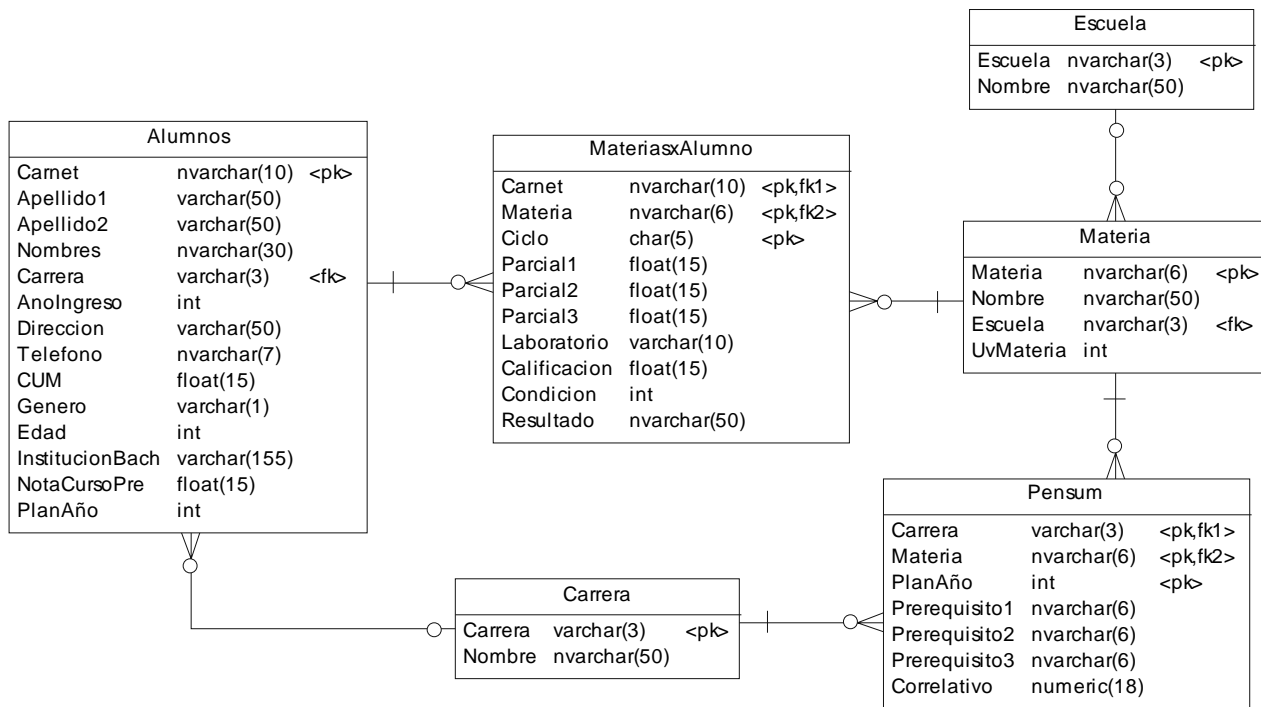 Escuela
Escuela nvarchar(3) <pk>
Nombre nvarchar(50)
Alumnos
Carnet nvarchar(10) <pk>
Apellido1 varchar(50)
Apellido2 varchar(50)
Nombres nvarchar(30)
Carrera varchar(3) <fk>
AnoIngreso int
Direccion varchar(50)
Telefono nvarchar(7)
CUM float(15)
Genero varchar(1)
Edad int
InstitucionBach varchar(155)
NotaCursoPre float(15)
PlanAño int
MateriasxAlumno
Carnet nvarchar(10) <pk,fk1>
Materia nvarchar(6) <pk,fk2>
Ciclo char(5) <pk>
Parcial1 float(15)
Parcial2 float(15)
Parcial3 float(15)
Laboratorio varchar(10)
Calificacion float(15)
Condicion int
Resultado nvarchar(50)
Materia
Materia nvarchar(6) <pk>
Nombre nvarchar(50)
Escuela nvarchar(3) <fk>
UvMateria int
Carrera
Carrera varchar(3) <pk>
Nombre nvarchar(50)
Pensum
Carrera varchar(3) <pk,fk1>
Materia nvarchar(6) <pk,fk2>
PlanAño int <pk>
Prerequisito1 nvarchar(6)
Prerequisito2 nvarchar(6)
Prerequisito3 nvarchar(6)
Correlativo numeric(18)